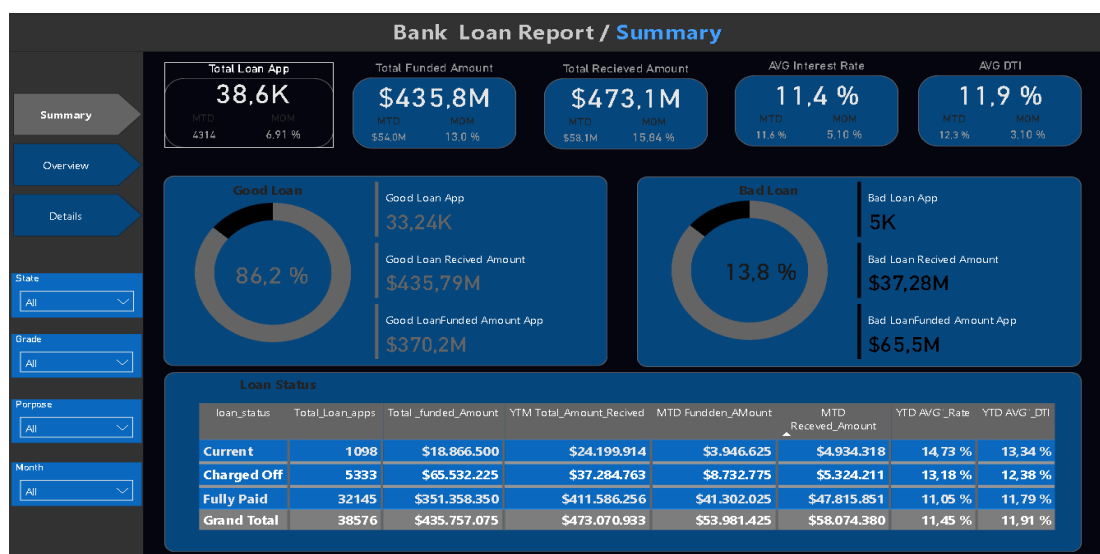 Bank Loan Report / Summary
Summary
Overview
Details
State
All
Grade
All
Porpose
All
Month
All
Total Loan App
38,6K
MTD MOM
4314 6,91 %
Total Funded Amount
$435,8M
MTD MOM
$54,0M 13,0 %
Total Recieved Amount
$473,1M
MTD MOM
$58,1M 15,84 %
AVG Interest Rate
11,4 %
MTD MOM
11,6 % 5,10 %
AVG DTI
11,9 %
MTD MOM
12,3 % 3,10 %
Good Loan
86,2 %
Good Loan App
33,24K
Good Loan Recived Amount
$435,79M
Good LoanFunded Amount App
$370,2M
Bad Loan
13,8 %
Bad Loan App
5K
Bad Loan Recived Amount
$37,28M
Bad LoanFunded Amount App
$65,5M
Loan Status
loan_status Total_Loan_apps Total _funded_Amount YTM Total_Amount_Recived MTD Fundden_AMount MTD Receved_Amount YTD AVG'_Rate YTD AVG'_DTI
Current 1098 $18.866.500 $24.199.914 $3.946.625 $4.934.318 14,73 % 13,34 %
Charged Off 5333 $65.532.225 $37.284.763 $8.732.775 $5.324.211 13,18 % 12,38 %
Fully Paid 32145 $351.358.350 $411.586.256 $41.302.025 $47.815.851 11,05 % 11,79 %
Grand Total 38576 $435.757.075 $473.070.933 $53.981.425 $58.074.380 11,45 % 11,91 %